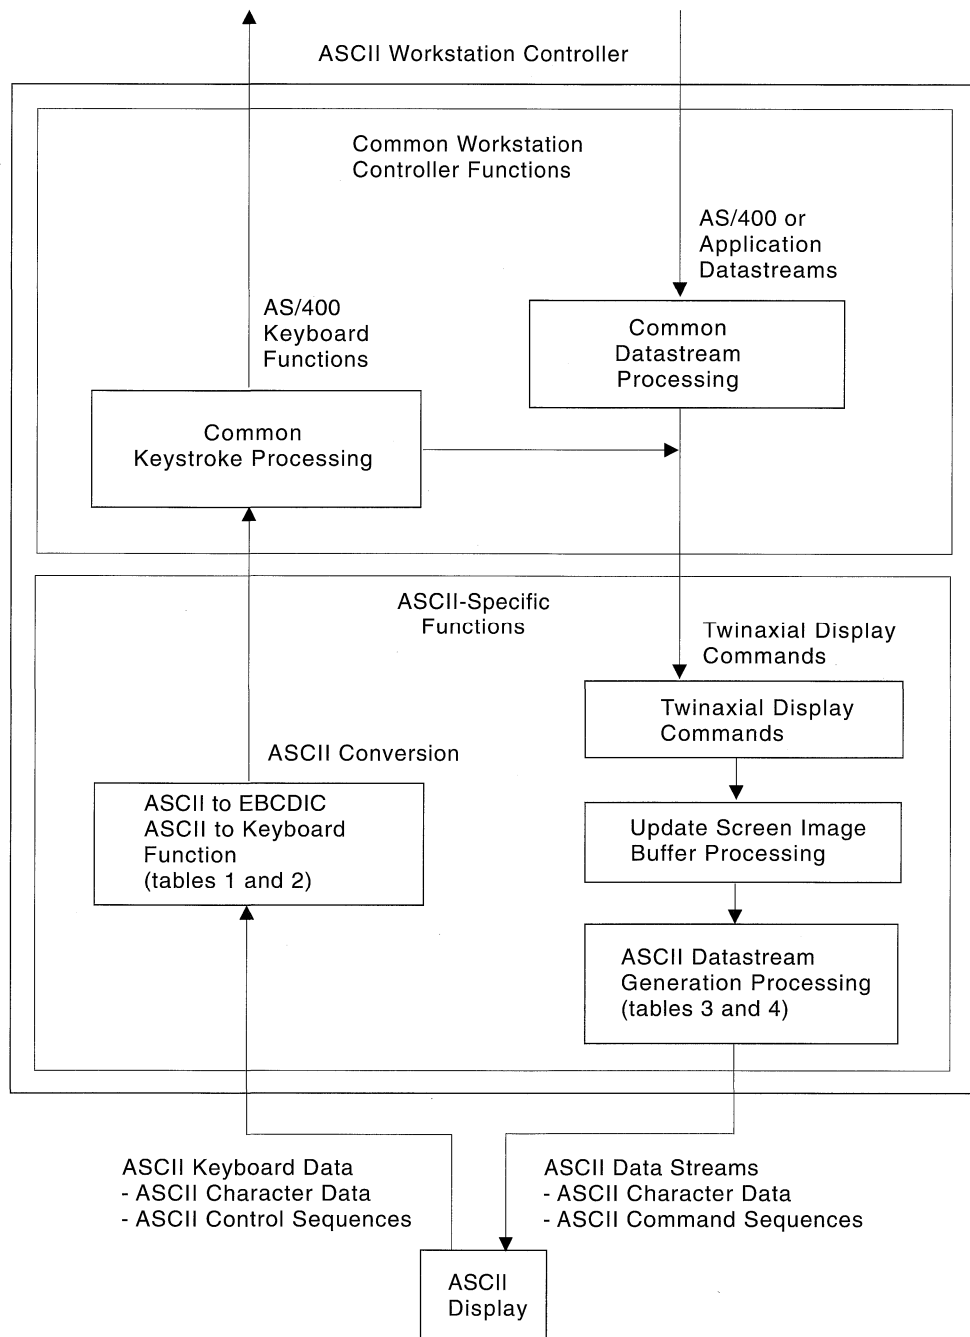 ASCII Workstation Controller
Common Workstation
Controller Functions
AS/400 or
Application
Datastreams
AS/400
Keyboard
Functions
Common
Datastream
Processing
Common
Keystroke Processing
ASCII-Specific
Functions
Twinaxial Display
Commands
Twinaxial Display
Commands
ASCII Conversion
ASCII to EBCDIC
ASCII to Keyboard
Function
(tables 1 and 2)
Update Screen Image
Buffer Processing
ASCII Datastream
Generation Processing
(tables 3 and 4)
ASCII Keyboard Data
- ASCII Character Data
- ASCII Control Sequences
ASCII Data Streams
- ASCII Character Data
- ASCII Command Sequences
ASCII
Display